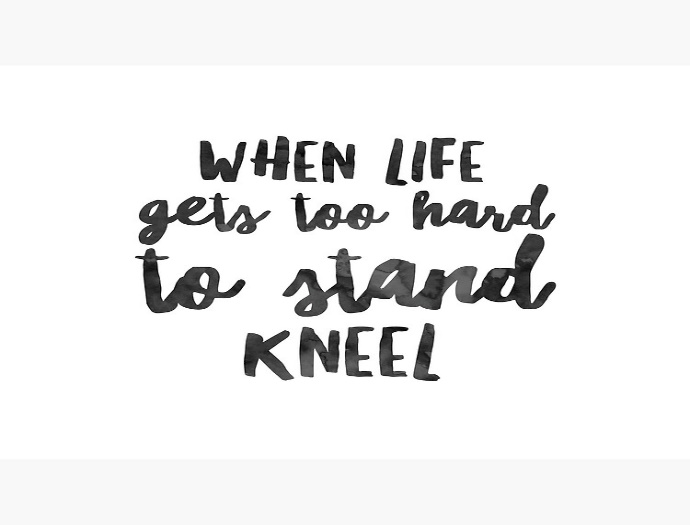 WHEN LIFE
gets too hard
to stand
KNEEL